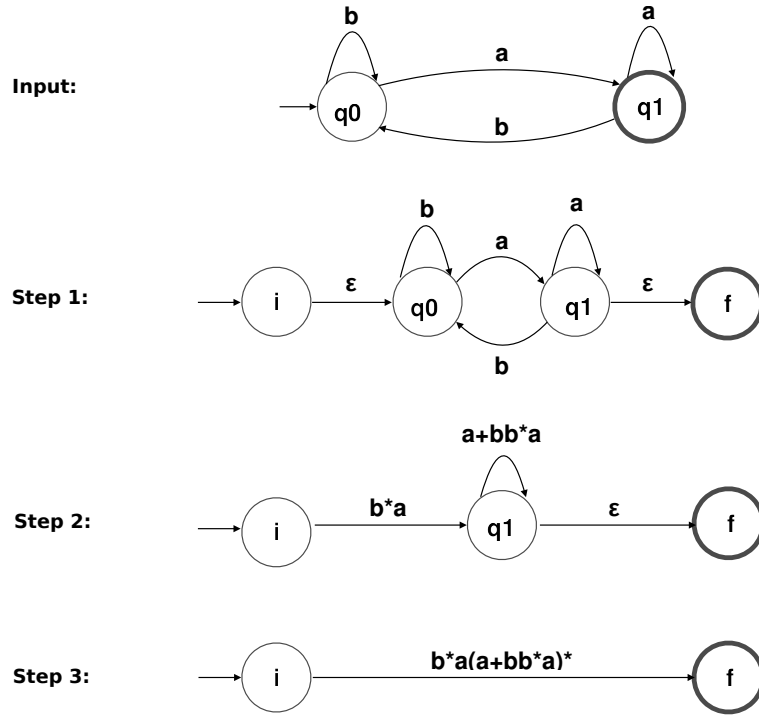 b a
Input: a
q0 q1
b
b a
a
Step 1: i ε q0 q1 ε f
b
a+bb*a
Step 2: i b*a q1 ε f
b*a(a+bb*a)*
Step 3: i f